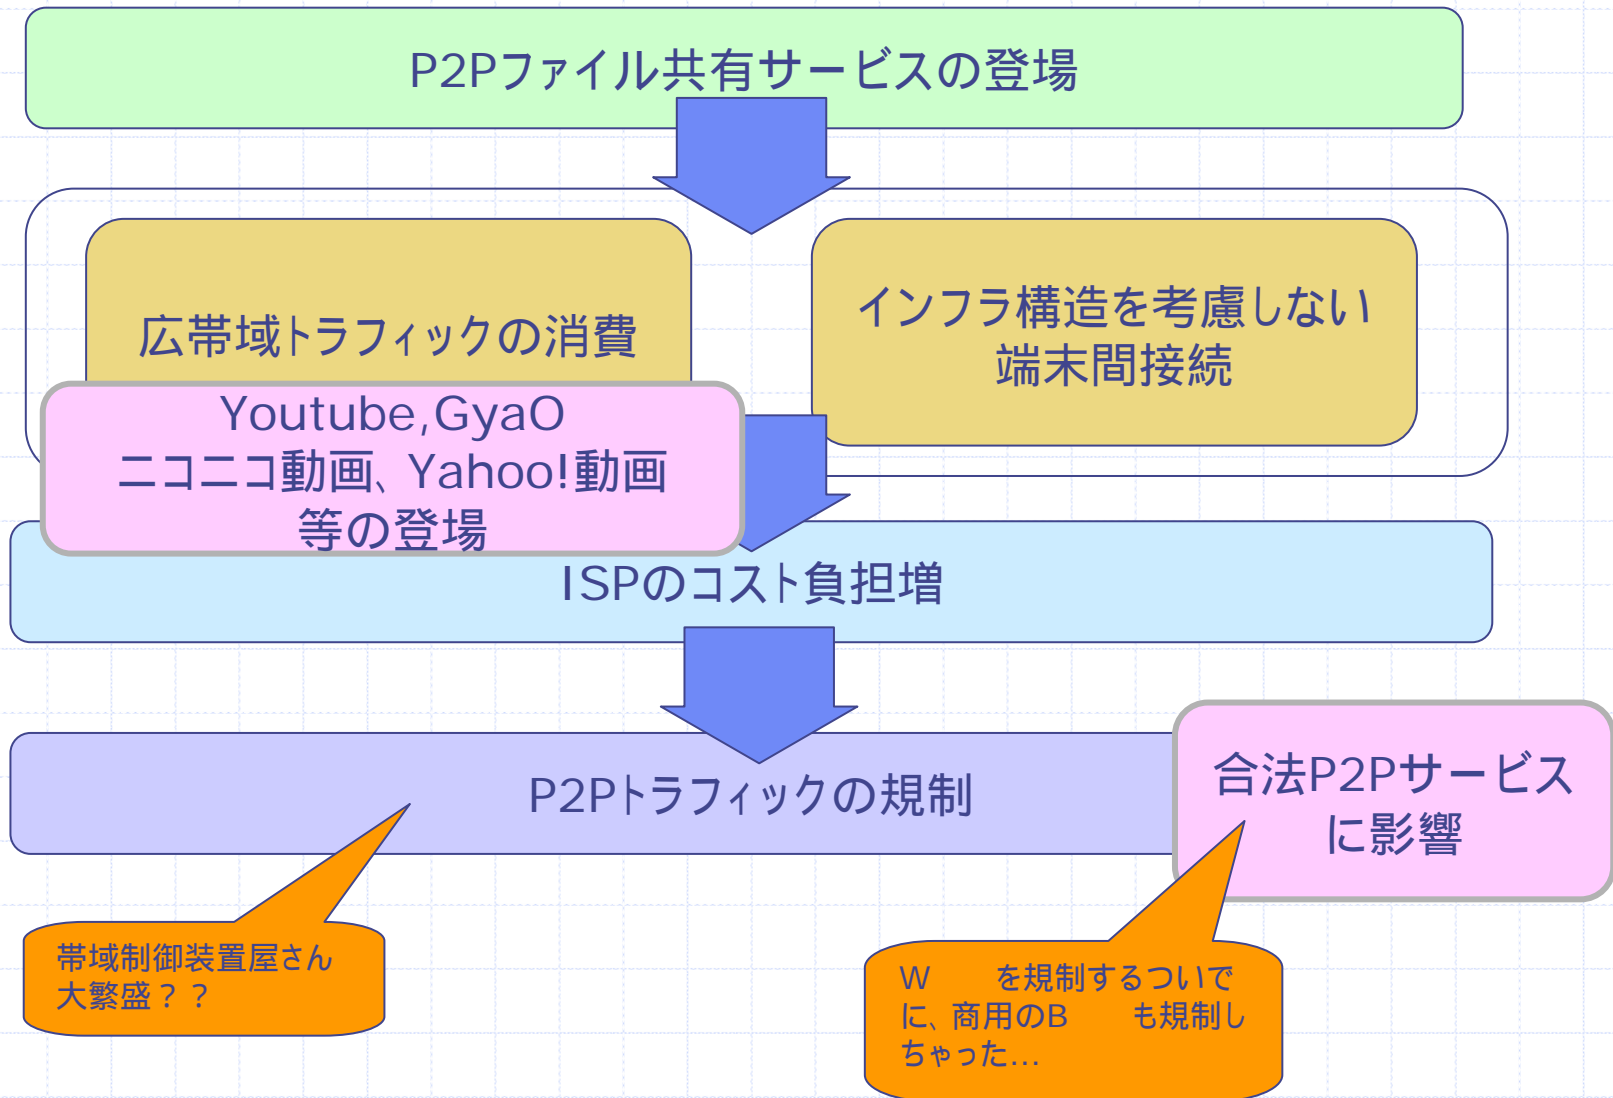 P2Pファイル共有サービスの登場
広帯域トラフィックの消費
インフラ構造を考慮しない
端末間接続
Youtube,GyaO
ニコニコ動画、Yahoo!動画
等の登場
ISPのコスト負担増
P2Pトラフィックの規制
合法P2Pサービス
に影響
帯域制御装置屋さん
大繁盛？？
W　　を規制するついで
に、商用のB　　も規制し
ちゃった…